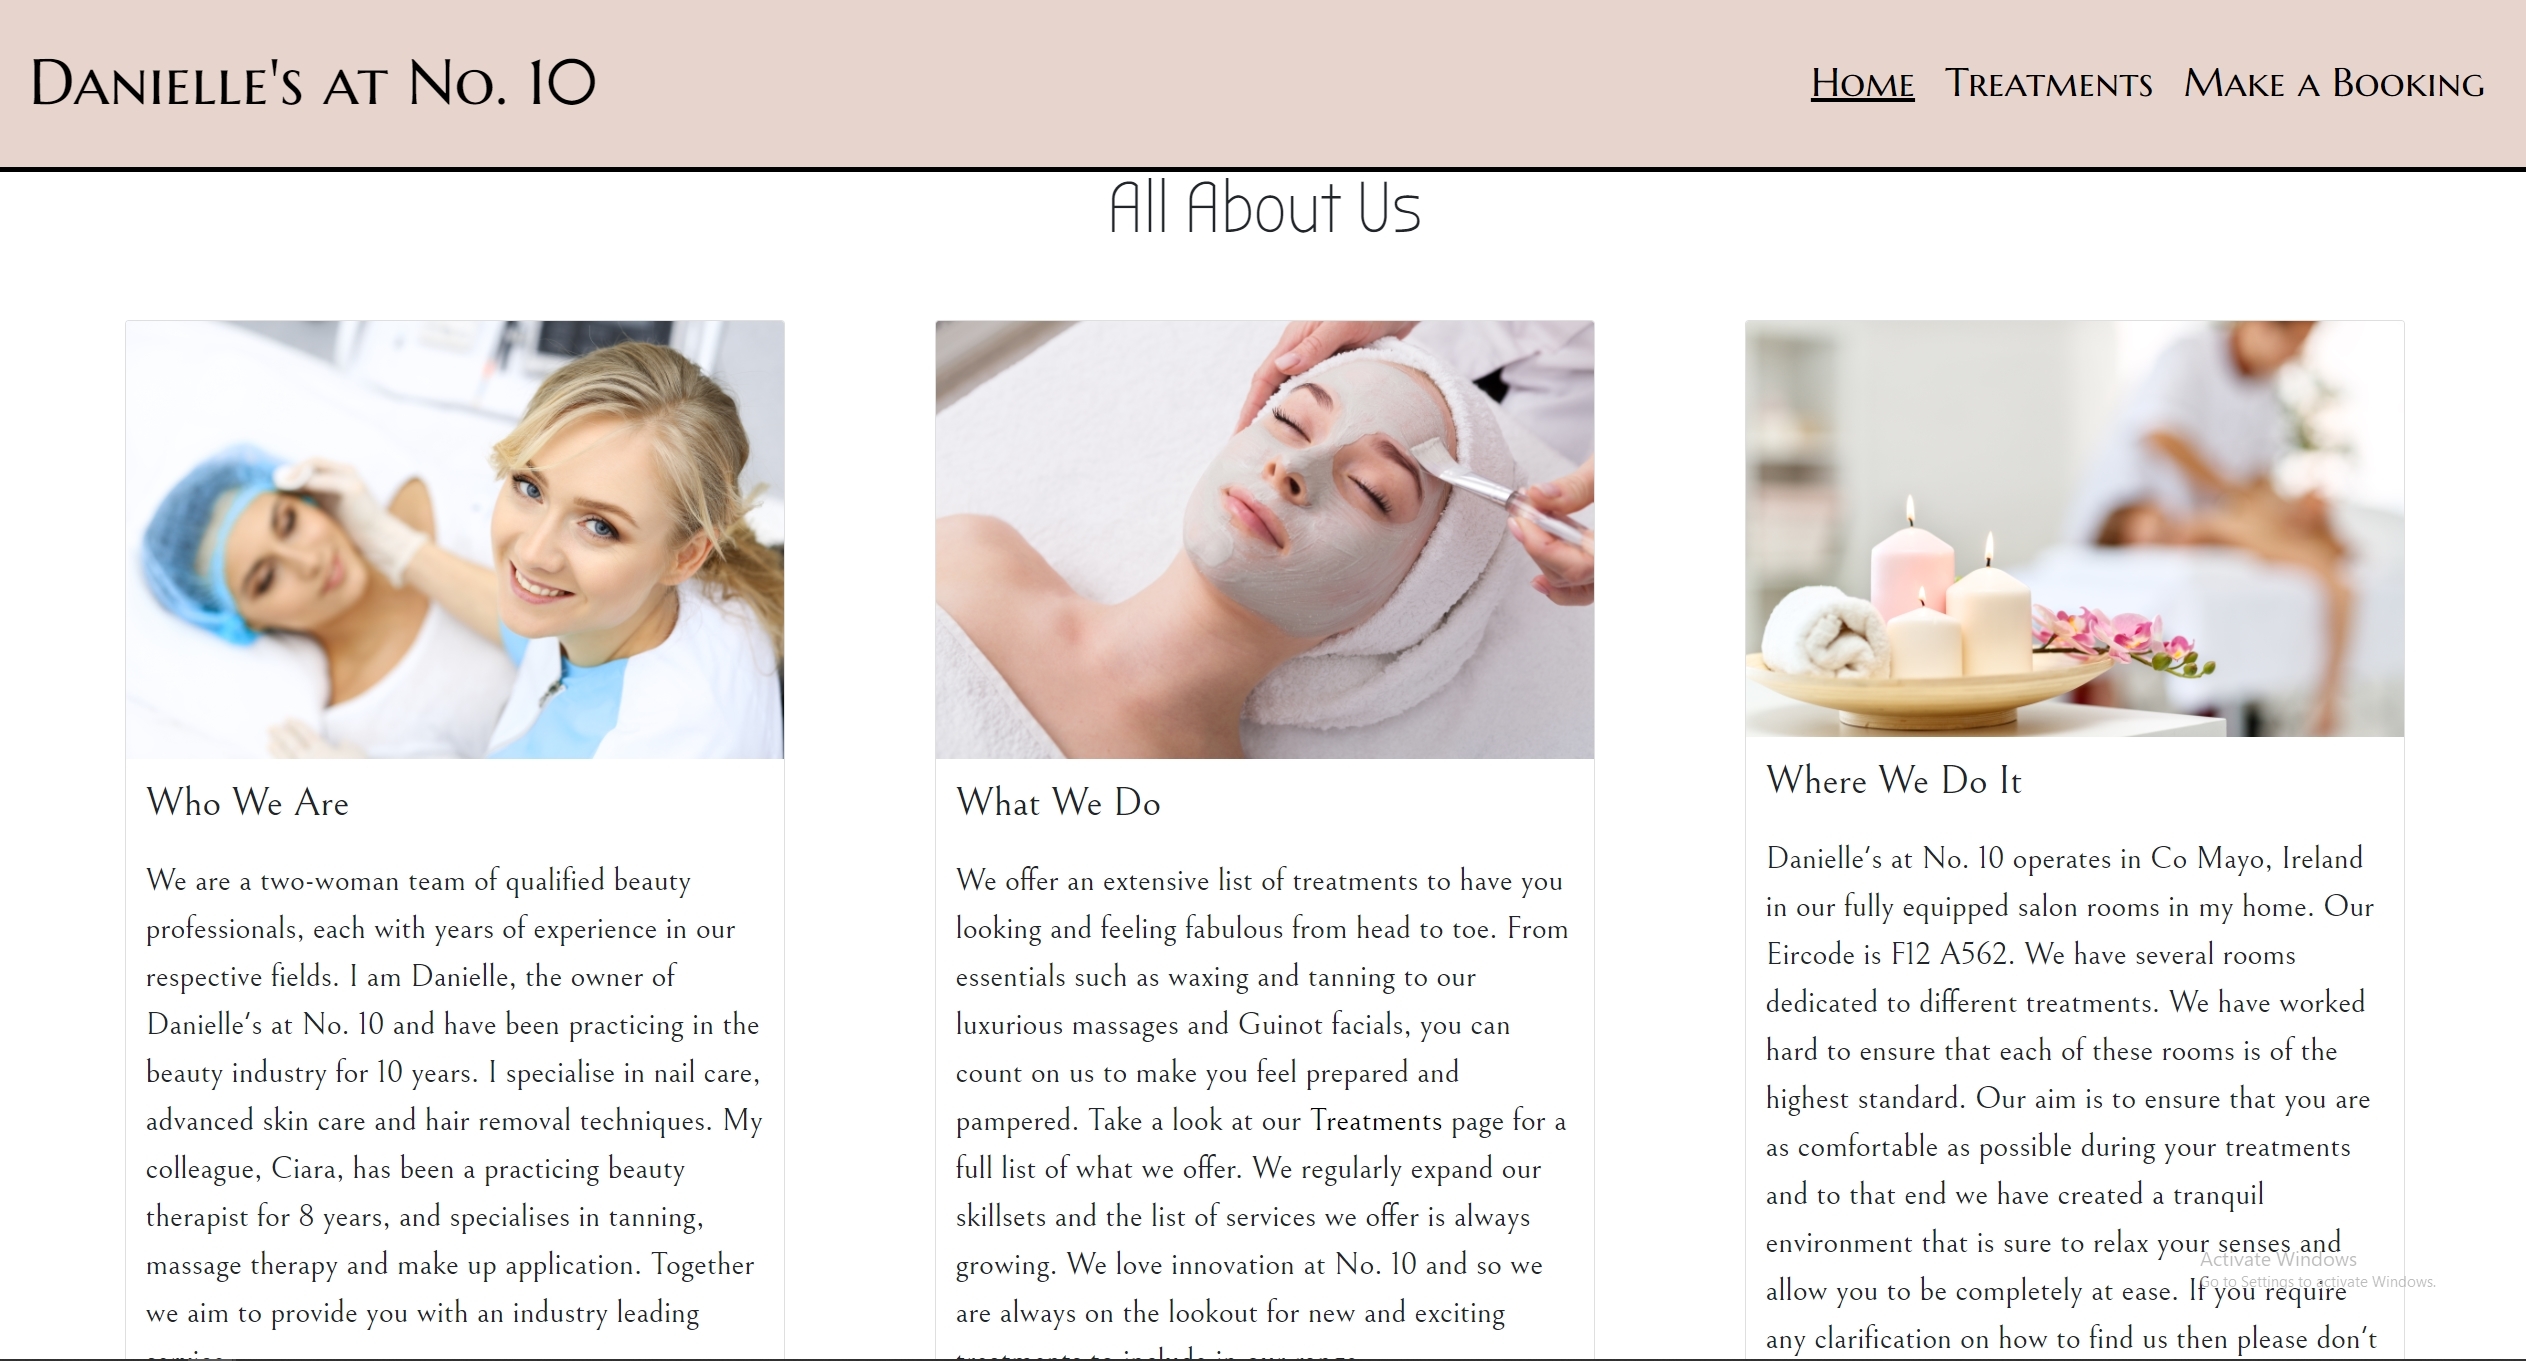 Danielle's at No. 10
Home Treatments Make a Booking
All About Us
Who We Are
We are a two-woman team of qualified beauty
professionals, each with years of experience in our
respective fields. I am Danielle, the owner of
Danielle's at No. 10 and have been practicing in the
beauty industry for 10 years. I specialise in nail care,
advanced skin care and hair removal techniques. My
colleague, Ciara, has been a practicing beauty
therapist for 8 years, and specialises in tanning,
massage therapy and make up application. Together
we aim to provide you with an industry leading
What We Do
We offer an extensive list of treatments to have you
looking and feeling fabulous from head to toe. From
essentials such as waxing and tanning to our
luxurious massages and Guinot facials, you can
count on us to make you feel prepared and
pampered. Take a look at our Treatments page for a
full list of what we offer. We regularly expand our
skillsets and the list of services we offer is always
growing. We love innovation at No. 10 and so we
are always on the lookout for new and exciting
treatments to include in our range.
Where We Do It
Danielle's at No. 10 operates in Co Mayo, Ireland
in our fully equipped salon rooms in my home. Our
Eircode is F12 A562. We have several rooms
dedicated to different treatments. We have worked
hard to ensure that each of these rooms is of the
highest standard. Our aim is to ensure that you are
as comfortable as possible during your treatments
and to that end we have created a tranquil
environment that is sure to relax your senses and
allow you to be completely at ease. If you require
any clarification on how to find us then please don't
Activate Windows
Go to Settings to activate Windows.